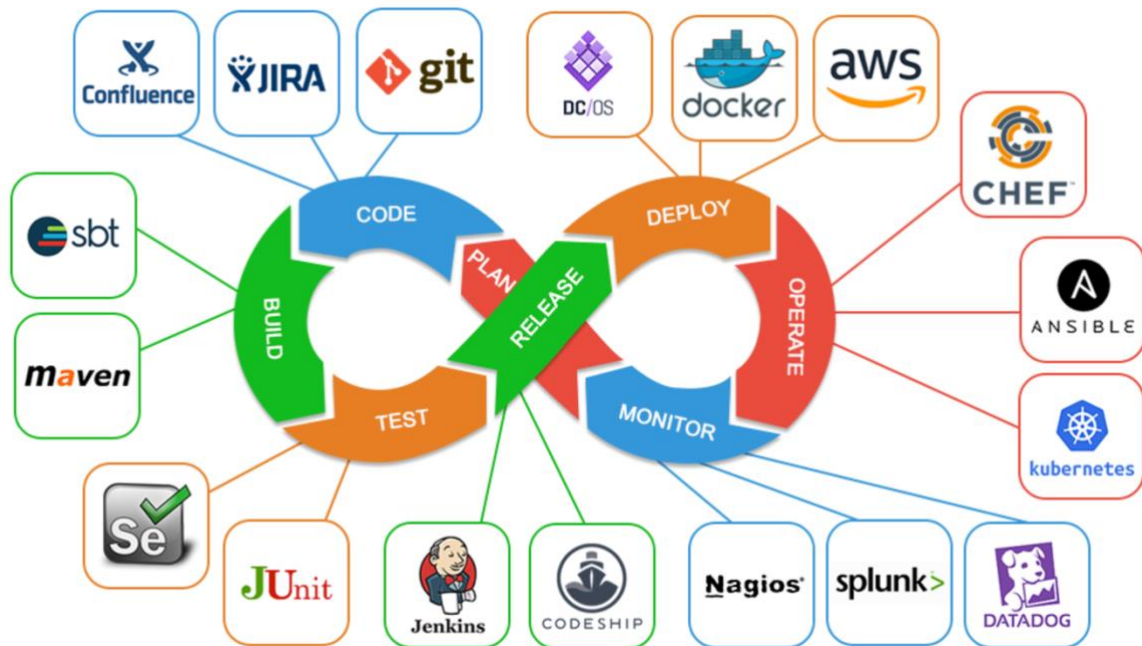 Confluence
JIRA
git
DC/OS
docker
aws
CHEF™
sbt
CODE
DEPLOY
PLAN
RELEASE
BUILD
OPERATE
ANSIBLE
maven
TEST
MONITOR
kubernetes
Se
JUnit
Jenkins
CODESHIP
Nagios®
splunk>
DATADOG